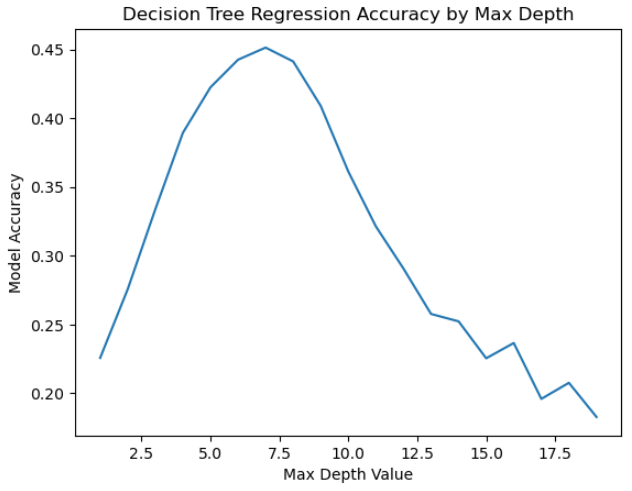 Decision Tree Regression Accuracy by Max Depth
0.45
0.40
0.35
0.30
0.25
0.20
Model Accuracy
2.5 5.0 7.5 10.0 12.5 15.0 17.5
Max Depth Value